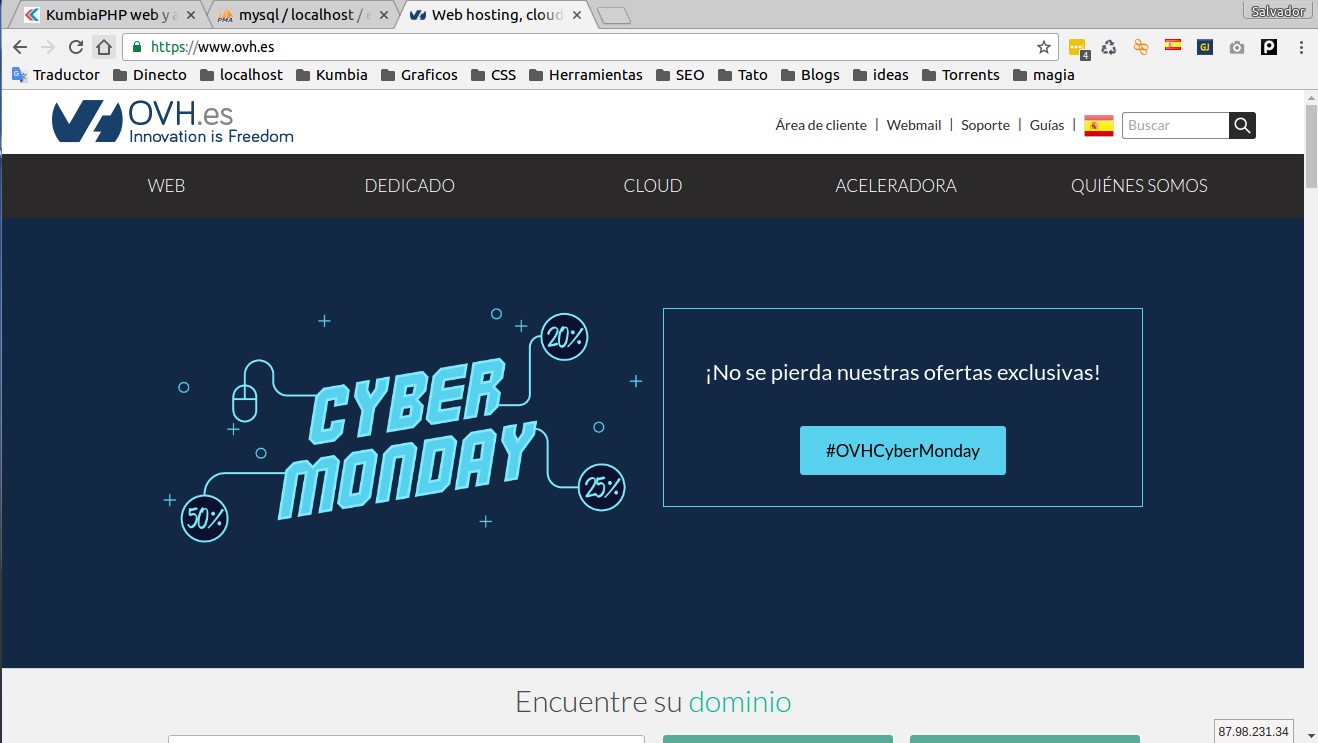 KumbiaPHP web y a
mysql / localhost / e
Web hosting, cloud
Salvador
https://www.ovh.es
4
GJ
Traductor Directo localhost Kumbia Graficos CSS Herramientas SEO Tato Blogs ideas Torrents magia
OVH.es
Innovation is Freedom
Área de cliente | Webmail | Soporte | Guías |
Buscar
WEB DEDICADO CLOUD ACELERADORA QUIÉNES SOMOS
20%
CYBER
MONDAY
25%
50%
¡No se pierda nuestras ofertas exclusivas!
#OVHCyberMonday
Encuentre su dominio
87.98.231.34